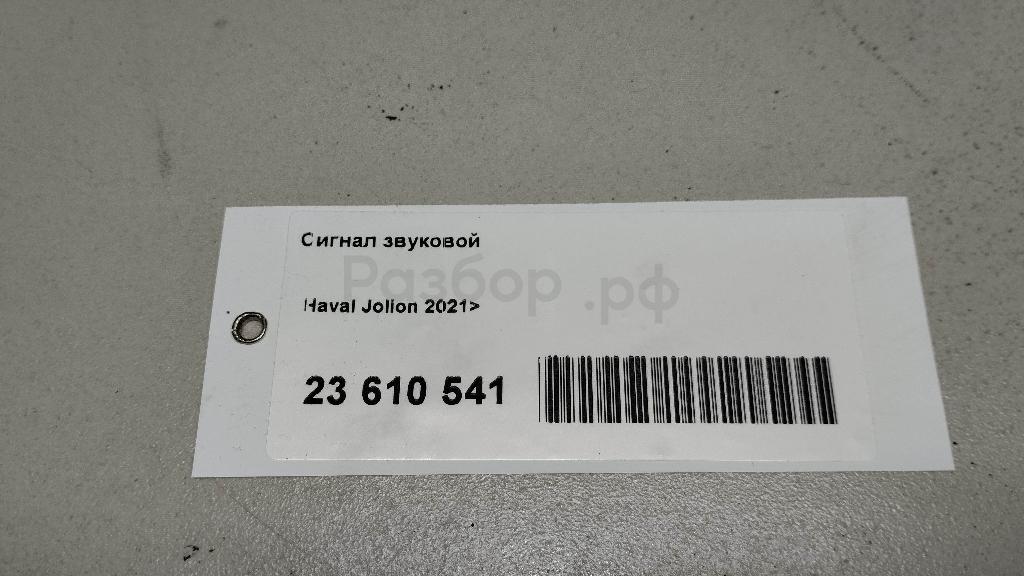 Сигнал звуковой
Разбор.рф
Haval Jolion 2021>
23 610 541